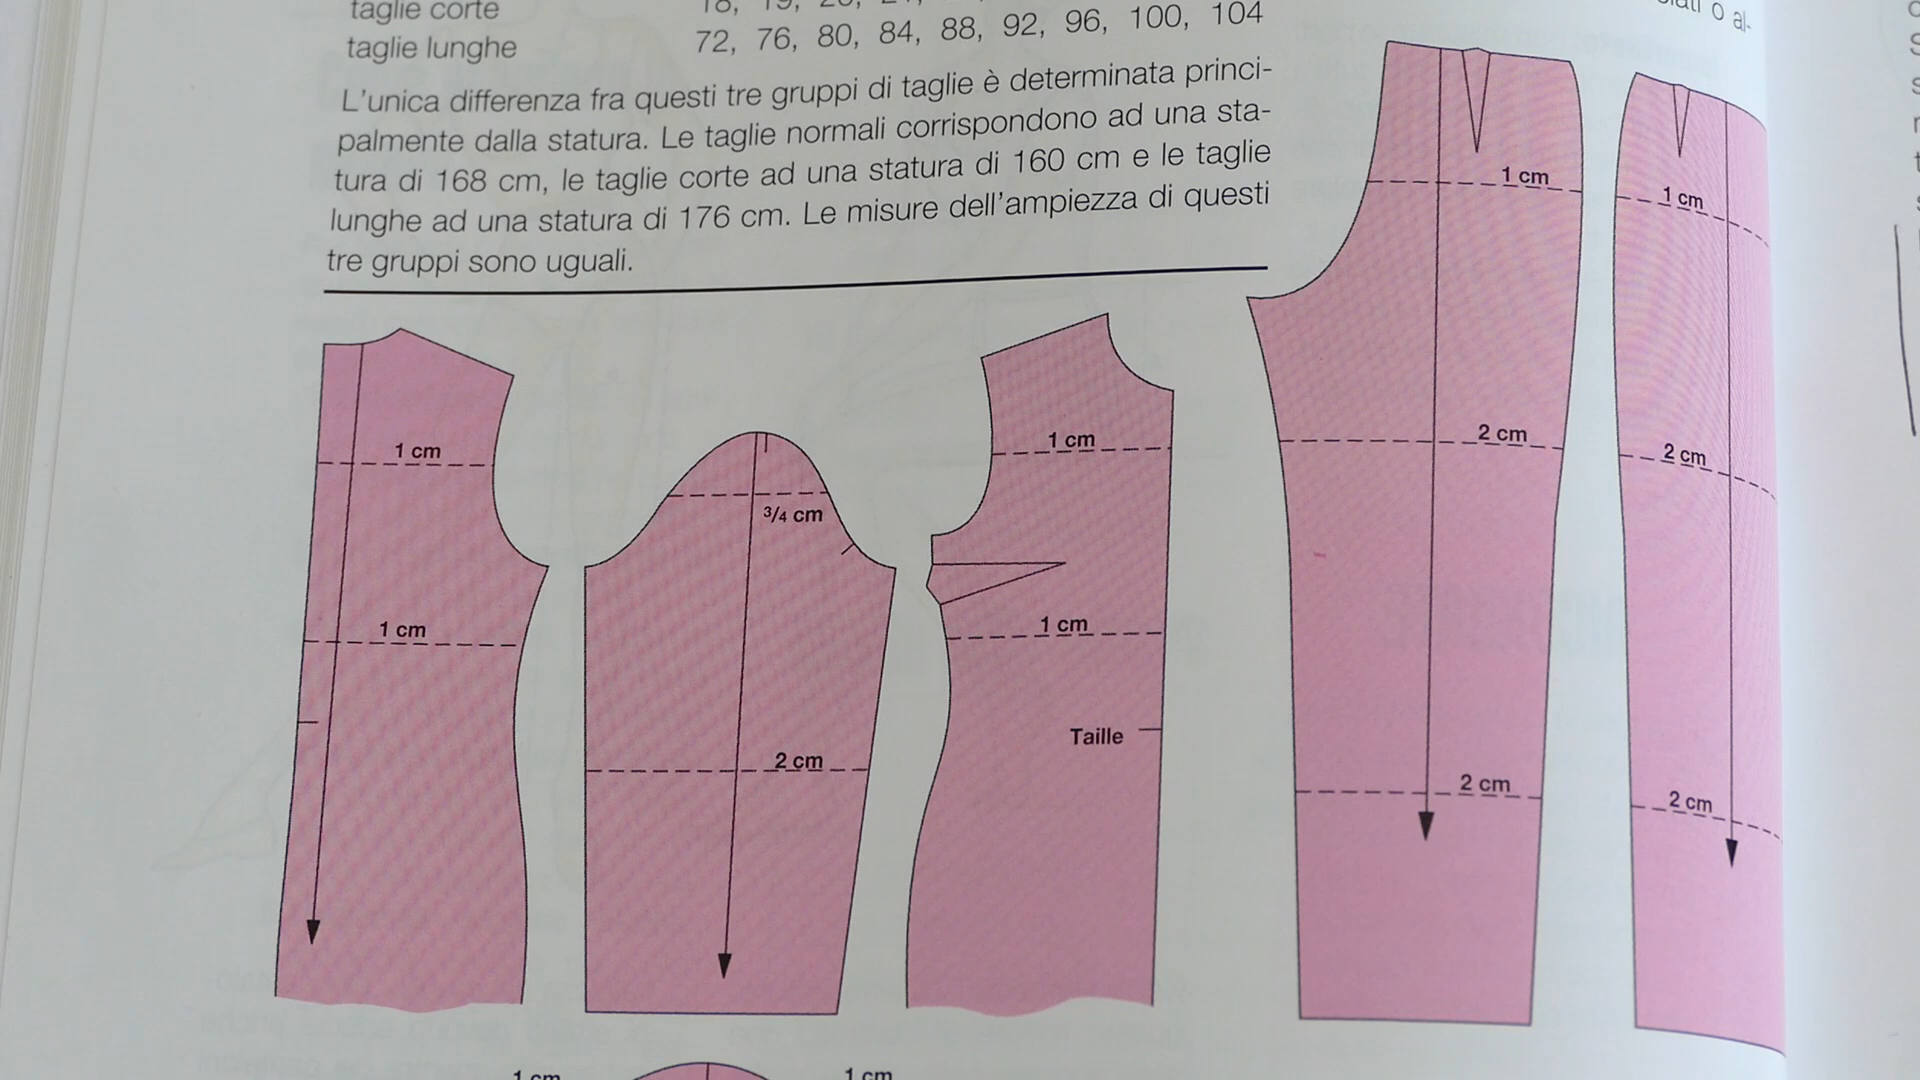 taglie corte
taglie lunghe 72, 76, 80, 84, 88, 92, 96, 100, 104
L'unica differenza fra questi tre gruppi di taglie è determinata princi-
palmente dalla statura. Le taglie normali corrispondono ad una sta-
tura di 168 cm, le taglie corte ad una statura di 160 cm e le taglie
lunghe ad una statura di 176 cm. Le misure dell'ampiezza di questi
tre gruppi sono uguali.
o al-
1 cm
1 cm
3/4 cm
2 cm
1 cm
1 cm
Taille
1 cm
2 cm
2 cm
1 cm
2 cm
2 cm
1 cm
1 cm